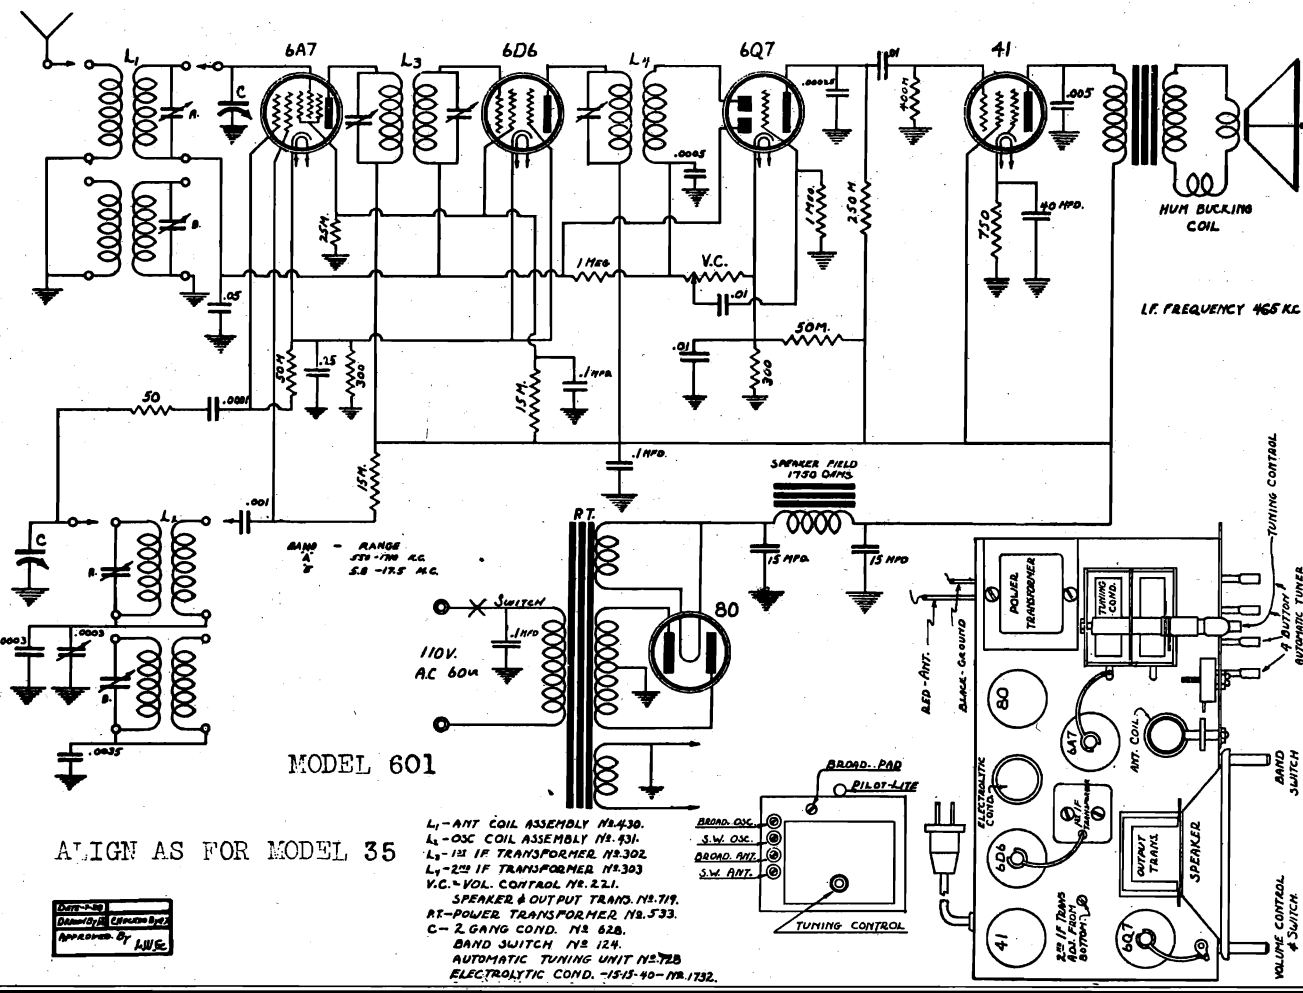 L₁
6A7
L₃
6D6
L₄
6Q7
.01
41
C
A.
B.
.00025
400M
.005
.0005
25M.
1 MEG
1 MEG.
250 M
V.C.
.01
750
40 MFD.
HUM BUCKING
COIL
.05
I.F. FREQUENCY 465 KC
50M.
.01
300
50M
.25
300
15M.
.1 MFD
50
.0001
15M.
.1 MFD.
SPEAKER FIELD
1750 OHMS
.001
L₂
C
R.T.
15 MFD.
15 MFD
BAND - RANGE
A 550-1700 K.C.
B 5.8 -17.5 M.C.
SWITCH
.1 MFD
110 V.
A.C 60~
80
.0003
.0003
B.
.0035
MODEL 601
ALIGN AS FOR MODEL 35
APPROVED BY
L₁-ANT COIL ASSEMBLY Nº.430.
L₂-OSC COIL ASSEMBLY Nº.431.
L₃-1ST IF TRANSFORMER Nº.302
L₄-2ND IF TRANSFORMER Nº.303
V.C.-VOL. CONTROL Nº.221.
SPEAKER & OUTPUT TRANS. Nº.719.
RT-POWER TRANSFORMER Nº.533.
C- 2 GANG COND. Nº 628.
BAND SWITCH Nº 124.
AUTOMATIC TUNING UNIT Nº 728
ELECTROLYTIC COND. -15-15-40-Nº.1732.
BROAD. PAD
PILOT-LITE
BROAD. OSC.
S.W. OSC.
BROAD. ANT.
S.W. ANT.
TUNING CONTROL
RED-ANT.
BLACK-GROUND
POWER
TRANSFORMER
TUNING
COND.
TUNING CONTROL
4 BUTTON
AUTOMATIC TUNER
80
6A7
ANT. COIL
BAND
SWITCH
ELECTROLYTIC
COND.
6D6
OUTPUT
TRANS.
SPEAKER
41
2ND IF TRANS
ADJ. FROM
BOTTOM
6Q7
VOLUME CONTROL
& SWITCH